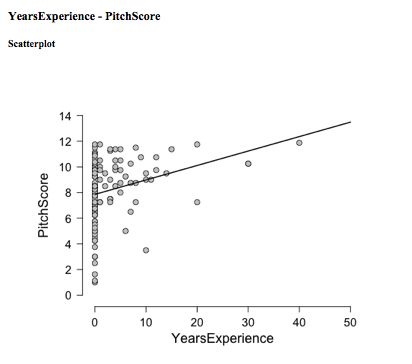 YearsExperience - PitchScore
Scatterplot
14
12
10
8
6
4
2
0
PitchScore
0 10 20 30 40 50
YearsExperience